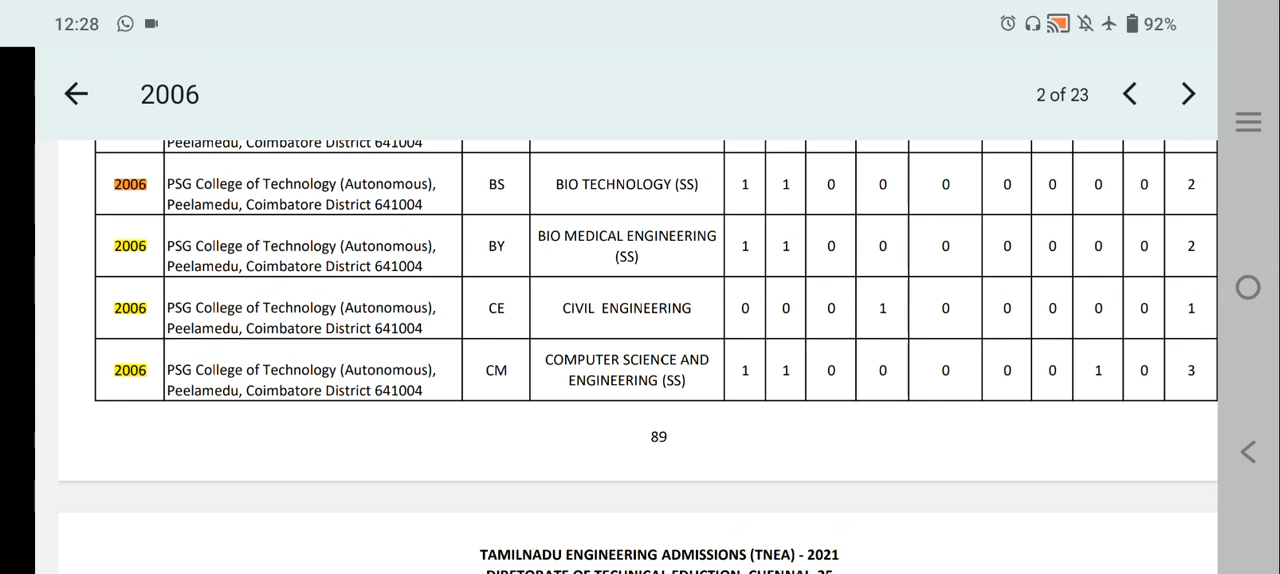 12:28 92%
2006 2 of 23
Peelamedu, Coimbatore District 641004
2006 PSG College of Technology (Autonomous), Peelamedu, Coimbatore District 641004 BS BIO TECHNOLOGY (SS) 1 1 0 0 0 0 0 0 0 2
2006 PSG College of Technology (Autonomous), Peelamedu, Coimbatore District 641004 BY BIO MEDICAL ENGINEERING (SS) 1 1 0 0 0 0 0 0 0 2
2006 PSG College of Technology (Autonomous), Peelamedu, Coimbatore District 641004 CE CIVIL ENGINEERING 0 0 0 1 0 0 0 0 0 1
2006 PSG College of Technology (Autonomous), Peelamedu, Coimbatore District 641004 CM COMPUTER SCIENCE AND ENGINEERING (SS) 1 1 0 0 0 0 0 1 0 3
89
TAMILNADU ENGINEERING ADMISSIONS (TNEA) - 2021
DIRETORATE OF TECHNICAL EDUCTION, CHENNAI-25